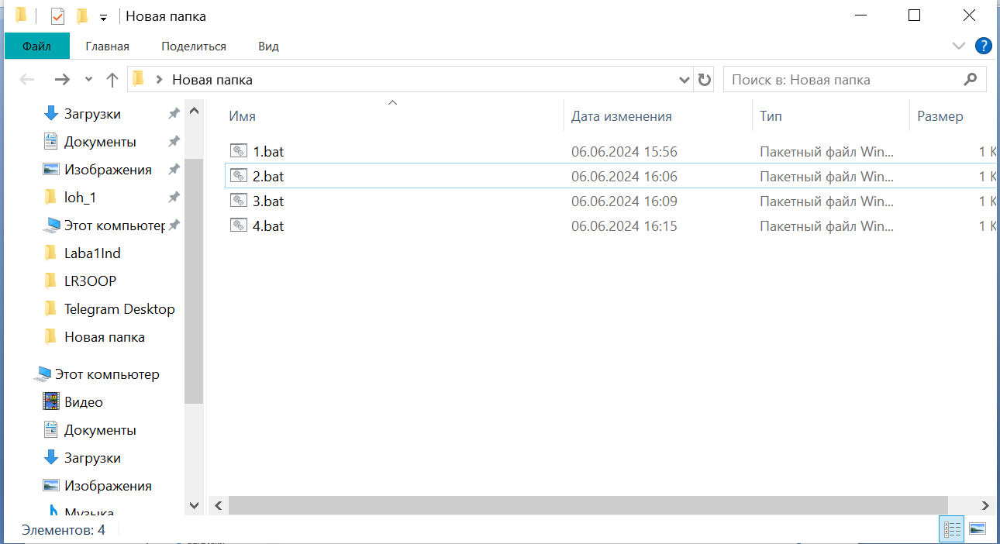 Новая папка
Файл Главная Поделиться Вид
Новая папка Поиск в: Новая папка
Имя Дата изменения Тип Размер
1.bat 06.06.2024 15:56 Пакетный файл Win... 1 К
2.bat 06.06.2024 16:06 Пакетный файл Win... 1 К
3.bat 06.06.2024 16:09 Пакетный файл Win... 1 К
4.bat 06.06.2024 16:15 Пакетный файл Win... 1 К
Загрузки
Документы
Изображения
loh_1
Этот компьютер
Laba1Ind
LR3OOP
Telegram Desktop
Новая папка
Этот компьютер
Видео
Документы
Загрузки
Изображения
Музыка
Элементов: 4